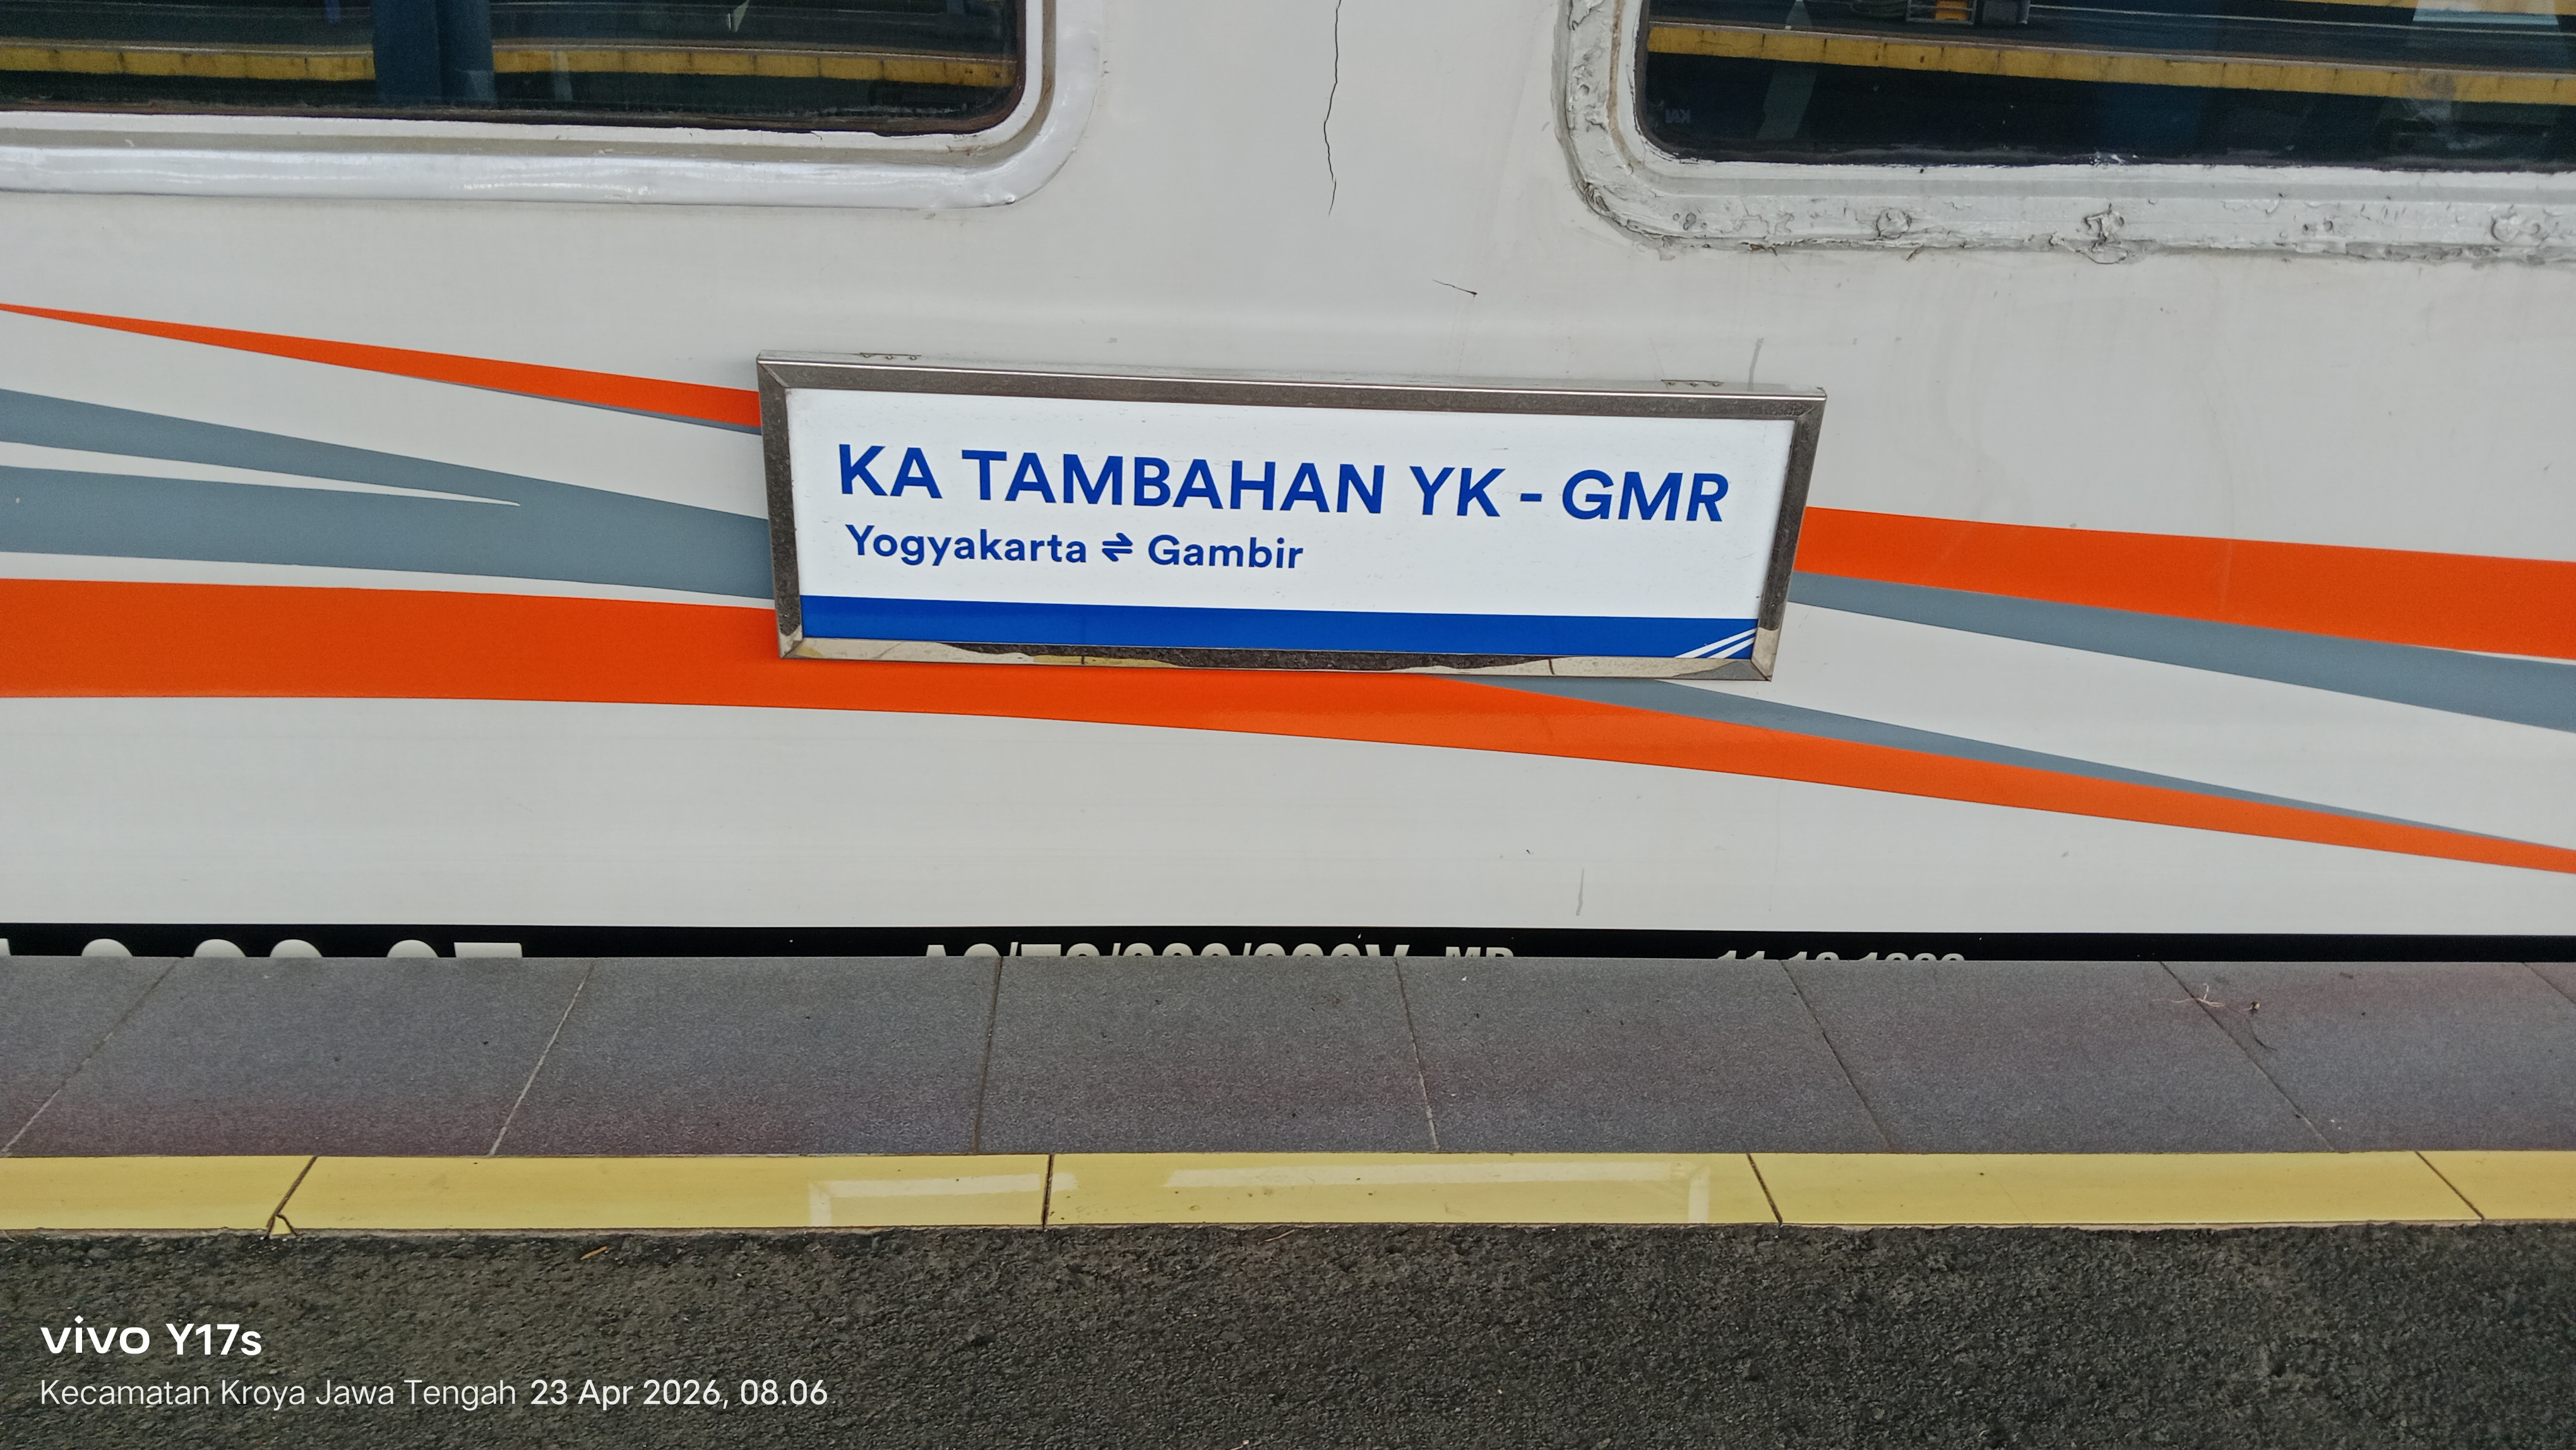 KA TAMBAHAN YK - GMR
Yogyakarta ⇌ Gambir
vivo Y17s
Kecamatan Kroya Jawa Tengah 23 Apr 2026, 08.06